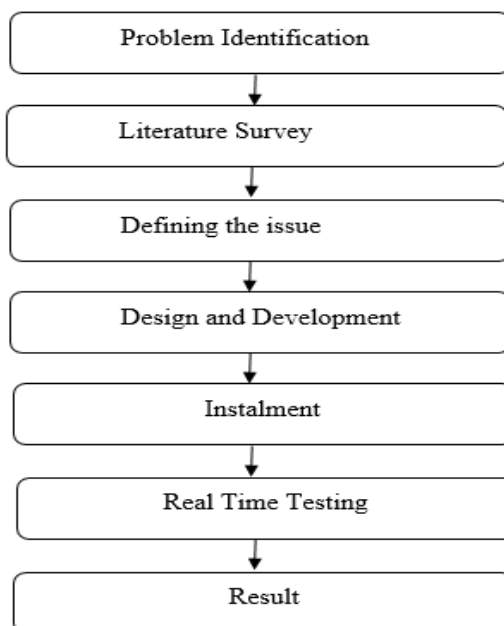 Problem Identification
Literature Survey
Defining the issue
Design and Development
Instalment
Real Time Testing
Result